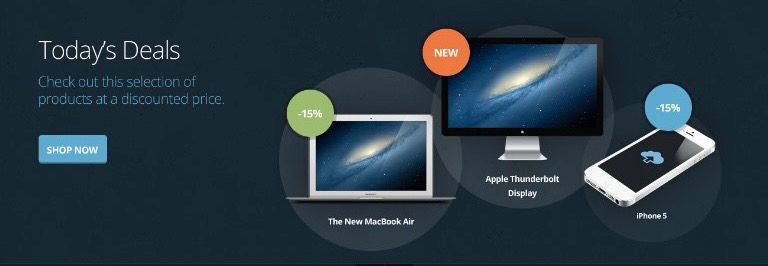 Today's Deals
Check out this selection of
products at a discounted price.
SHOP NOW
-15%
The New MacBook Air
NEW
Apple Thunderbolt
Display
-15%
iPhone 5